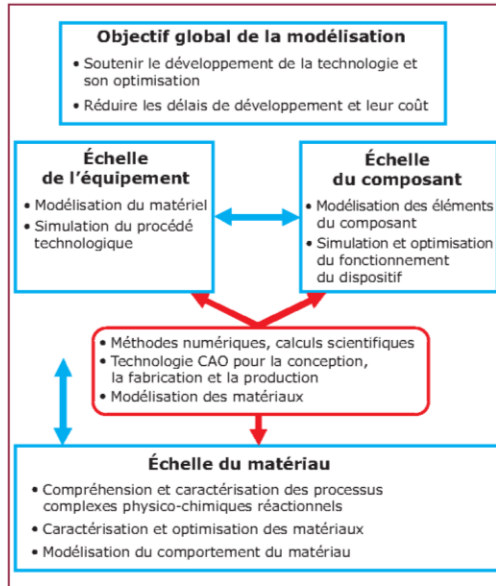 Objectif global de la modélisation
• Soutenir le développement de la technologie et
son optimisation
• Réduire les délais de développement et leur coût
Échelle
de l'équipement
• Modélisation du matériel
• Simulation du procédé
technologique
Échelle
du composant
• Modélisation des éléments
du composant
• Simulation et optimisation
du fonctionnement
du dispositif
• Méthodes numériques, calculs scientifiques
• Technologie CAO pour la conception,
la fabrication et la production
• Modélisation des matériaux
Échelle du matériau
• Compréhension et caractérisation des processus
complexes physico-chimiques réactionnels
• Caractérisation et optimisation des matériaux
• Modélisation du comportement du matériau